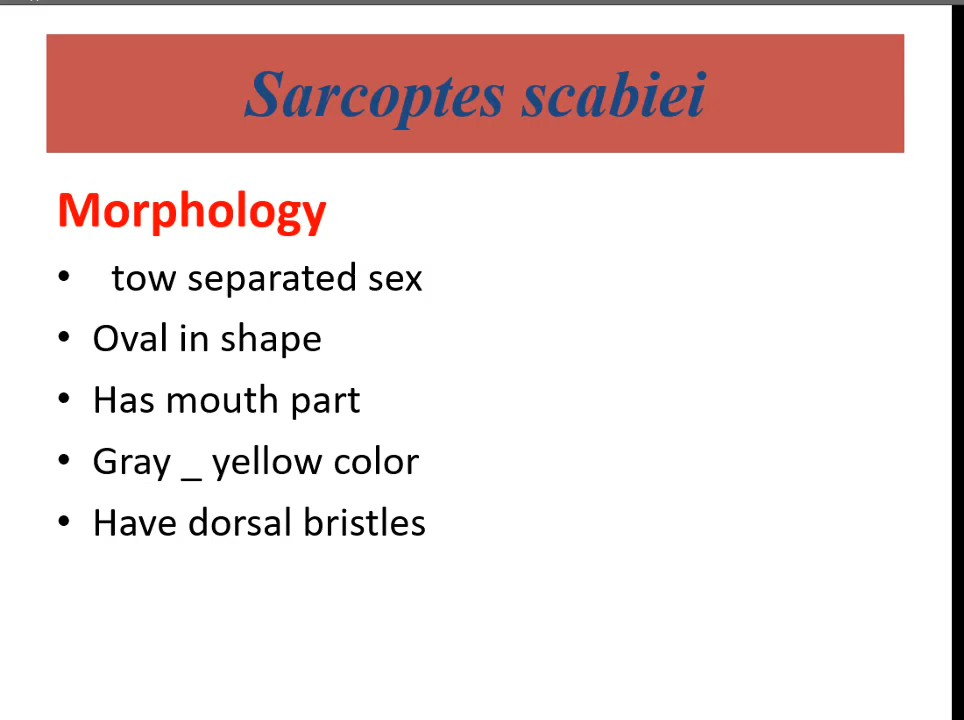 Sarcoptes scabiei
Morphology
• tow separated sex
• Oval in shape
• Has mouth part
• Gray _ yellow color
• Have dorsal bristles